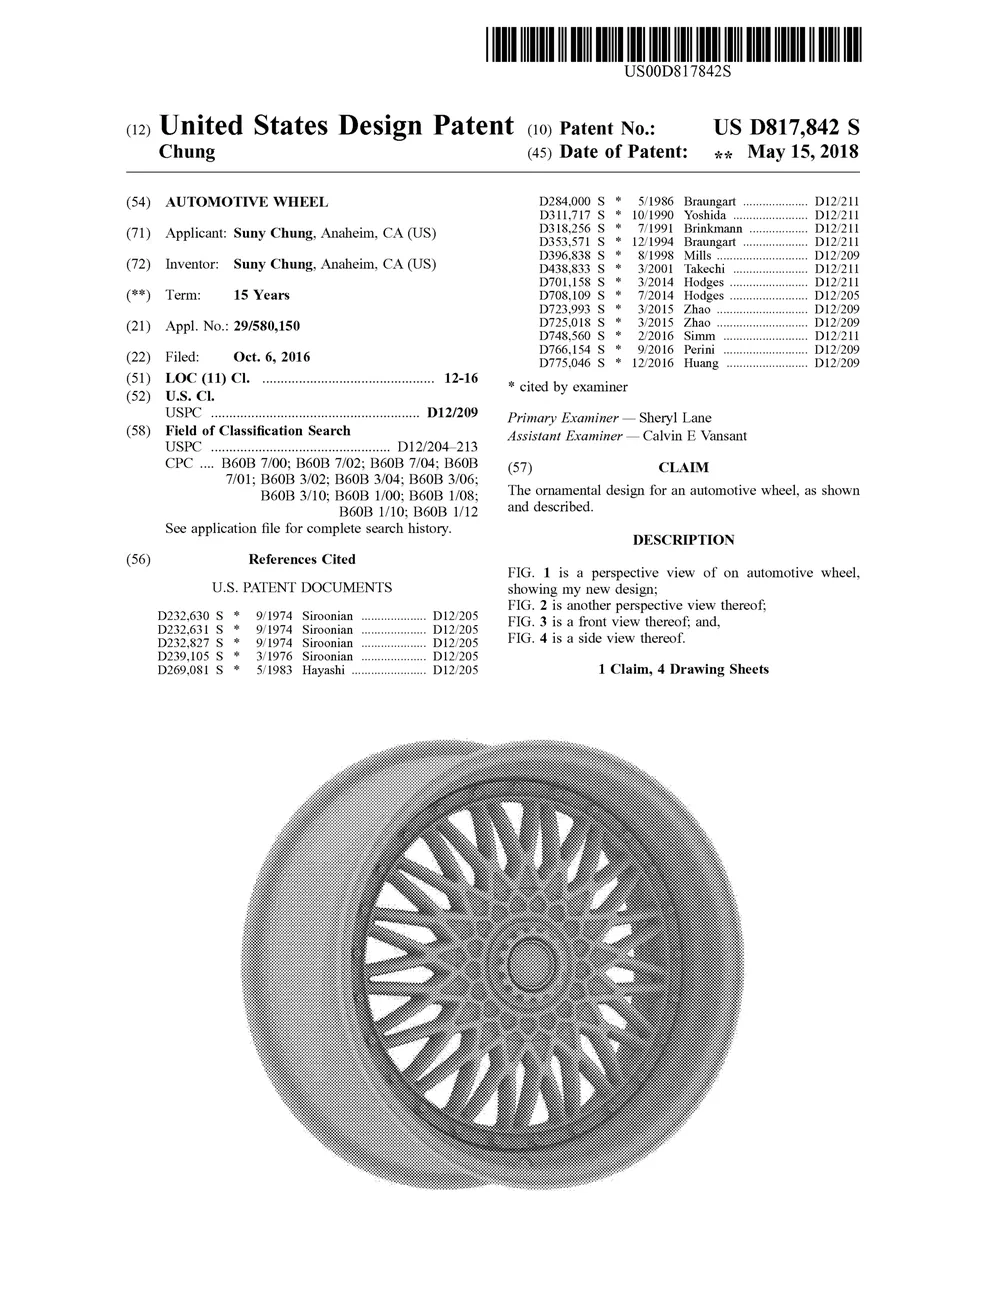 US00D817842S
(12) United States Design Patent
Chung
(10) Patent No.: US D817,842 S
(45) Date of Patent: ** May 15, 2018
(54) AUTOMOTIVE WHEEL
(71) Applicant: Suny Chung, Anaheim, CA (US)
(72) Inventor: Suny Chung, Anaheim, CA (US)
(**) Term: 15 Years
(21) Appl. No.: 29/580,150
(22) Filed: Oct. 6, 2016
(51) LOC (11) Cl. ............................................... 12-16
(52) U.S. Cl.
USPC ......................................................... D12/209
(58) Field of Classification Search
USPC ................................................. D12/204–213
CPC .... B60B 7/00; B60B 7/02; B60B 7/04; B60B
7/01; B60B 3/02; B60B 3/04; B60B 3/06;
B60B 3/10; B60B 1/00; B60B 1/08;
B60B 1/10; B60B 1/12
See application file for complete search history.
(56) References Cited
U.S. PATENT DOCUMENTS
D232,630 S * 9/1974 Siroonian .................... D12/205
D232,631 S * 9/1974 Siroonian .................... D12/205
D232,827 S * 9/1974 Siroonian .................... D12/205
D239,105 S * 3/1976 Siroonian .................... D12/205
D269,081 S * 5/1983 Hayashi ....................... D12/205
D284,000 S * 5/1986 Braungart .................... D12/211
D311,717 S * 10/1990 Yoshida ....................... D12/211
D318,256 S * 7/1991 Brinkmann .................. D12/211
D353,571 S * 12/1994 Braungart .................... D12/211
D396,838 S * 8/1998 Mills ............................ D12/209
D438,833 S * 3/2001 Takechi ....................... D12/211
D701,158 S * 3/2014 Hodges ........................ D12/211
D708,109 S * 7/2014 Hodges ........................ D12/205
D723,993 S * 3/2015 Zhao ............................ D12/209
D725,018 S * 3/2015 Zhao ............................ D12/209
D748,560 S * 2/2016 Simm .......................... D12/211
D766,154 S * 9/2016 Perini .......................... D12/209
D775,046 S * 12/2016 Huang ......................... D12/209
* cited by examiner
Primary Examiner — Sheryl Lane
Assistant Examiner — Calvin E Vansant
(57) CLAIM
The ornamental design for an automotive wheel, as shown
and described.
DESCRIPTION
FIG. 1 is a perspective view of on automotive wheel,
showing my new design;
FIG. 2 is another perspective view thereof;
FIG. 3 is a front view thereof; and,
FIG. 4 is a side view thereof.
1 Claim, 4 Drawing Sheets